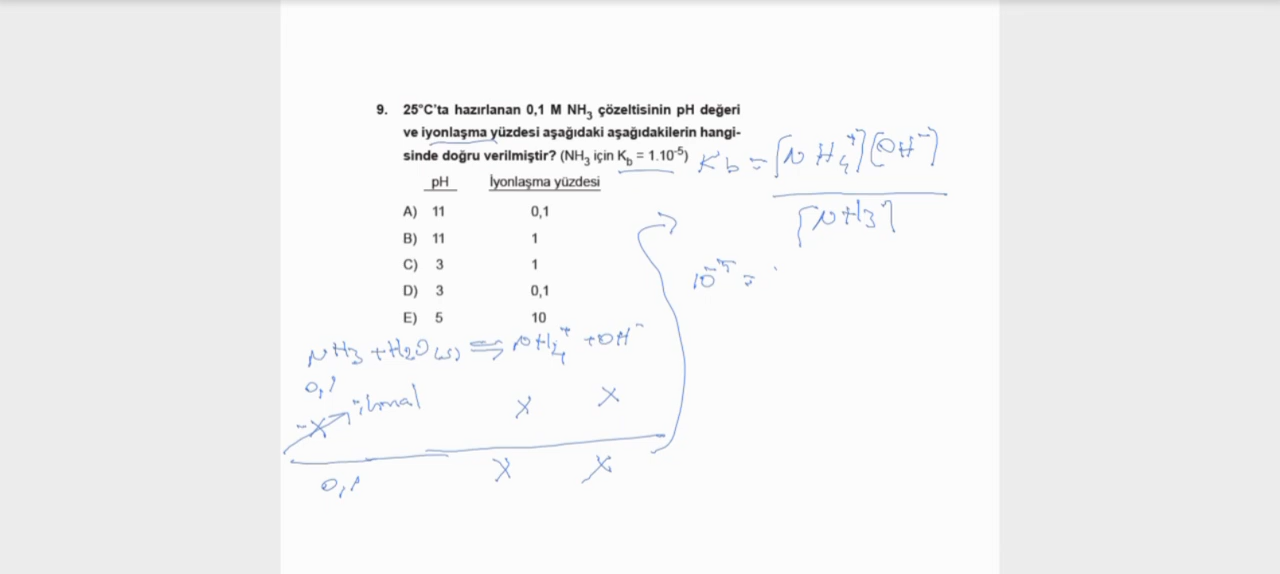 9. 25°C'ta hazırlanan 0,1 M NH₃ çözeltisinin pH değeri
ve iyonlaşma yüzdesi aşağıdaki aşağıdakilerin hangi-
sinde doğru verilmiştir? (NH₃ için K_b = 1.10⁻⁵)
pH İyonlaşma yüzdesi
A) 11 0,1
B) 11 1
C) 3 1
D) 3 0,1
E) 5 10
Kb = [NH₄⁺][OH⁻]
[NH₃]
10⁻⁵ =
NH₃ + H₂O(s) ⇌ NH₄⁺ + OH⁻
0,1
-X ihmal X X
0,1 X X